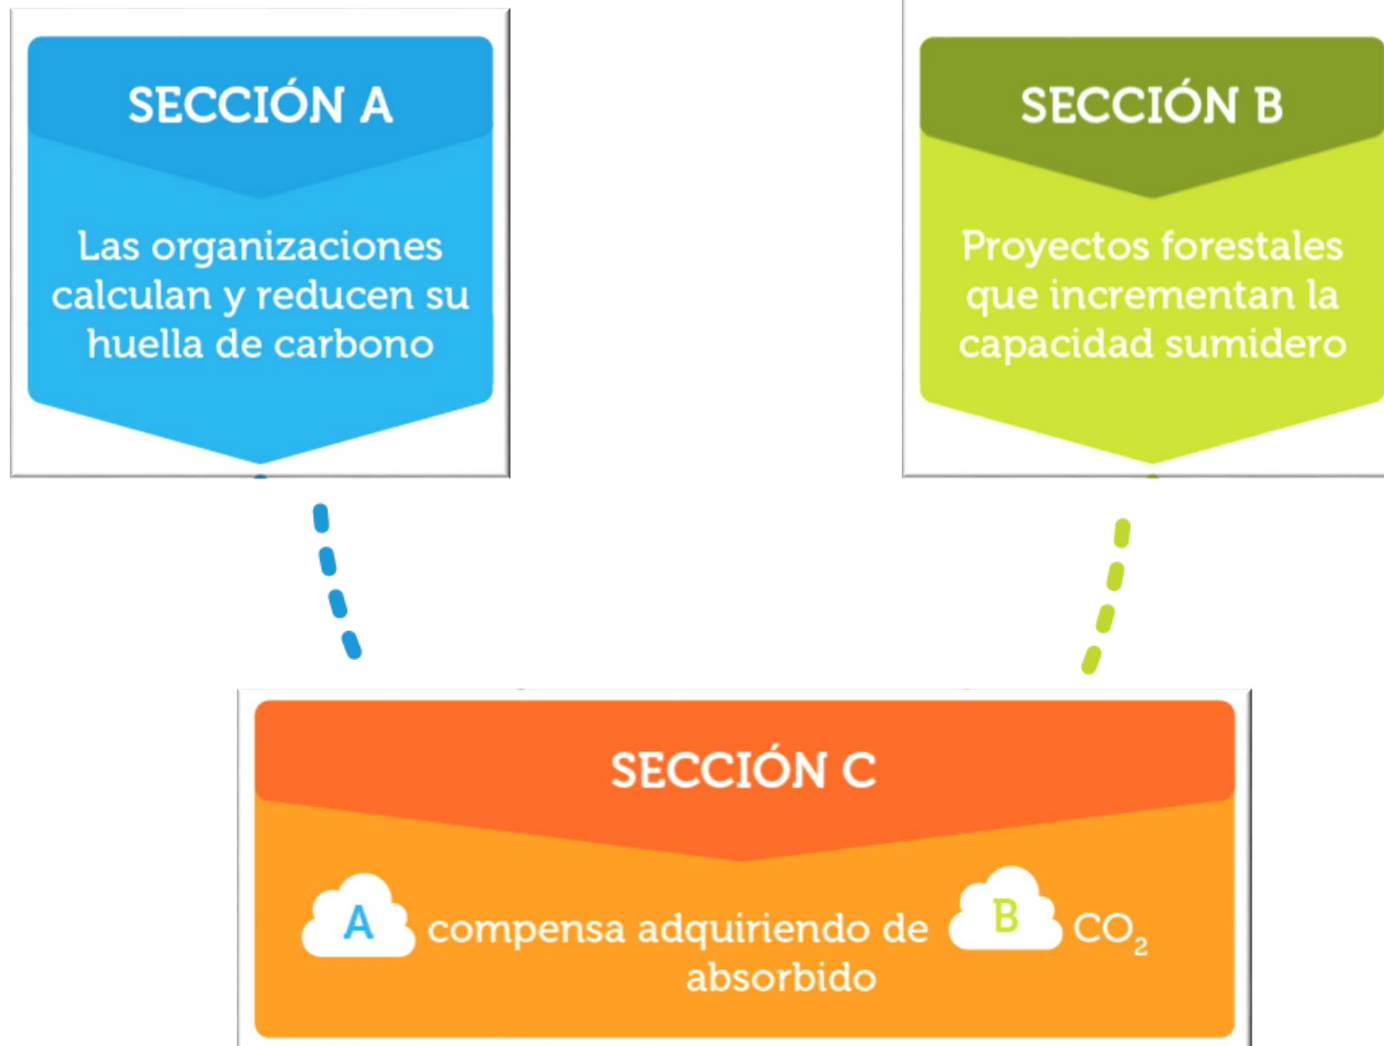 SECCIÓN A
Las organizaciones
calculan y reducen su
huella de carbono
SECCIÓN B
Proyectos forestales
que incrementan la
capacidad sumidero
SECCIÓN C
A compensa adquiriendo de B CO₂
absorbido